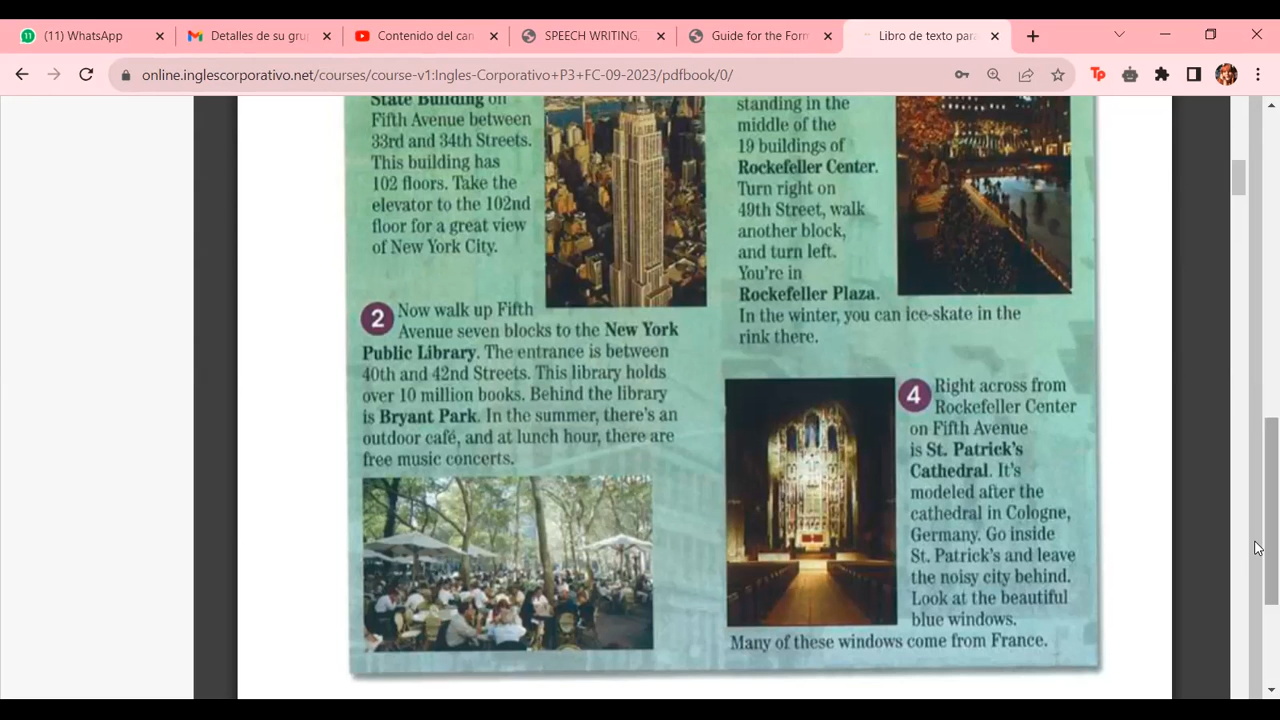 (11) WhatsApp
Detalles de su gru
Contenido del can
SPEECH WRITING,
Guide for the Form
Libro de texto para
online.inglescorporativo.net/courses/course-v1:Ingles-Corporativo+P3+FC-09-2023/pdfbook/0/
State Building on
Fifth Avenue between
33rd and 34th Streets.
This building has
102 floors. Take the
elevator to the 102nd
floor for a great view
of New York City.
2 Now walk up Fifth
Avenue seven blocks to the New York
Public Library. The entrance is between
40th and 42nd Streets. This library holds
over 10 million books. Behind the library
is Bryant Park. In the summer, there's an
outdoor café, and at lunch hour, there are
free music concerts.
standing in the
middle of the
19 buildings of
Rockefeller Center.
Turn right on
49th Street, walk
another block,
and turn left.
You're in
Rockefeller Plaza.
In the winter, you can ice-skate in the
rink there.
4 Right across from
Rockefeller Center
on Fifth Avenue
is St. Patrick's
Cathedral. It's
modeled after the
cathedral in Cologne,
Germany. Go inside
St. Patrick's and leave
the noisy city behind.
Look at the beautiful
blue windows.
Many of these windows come from France.